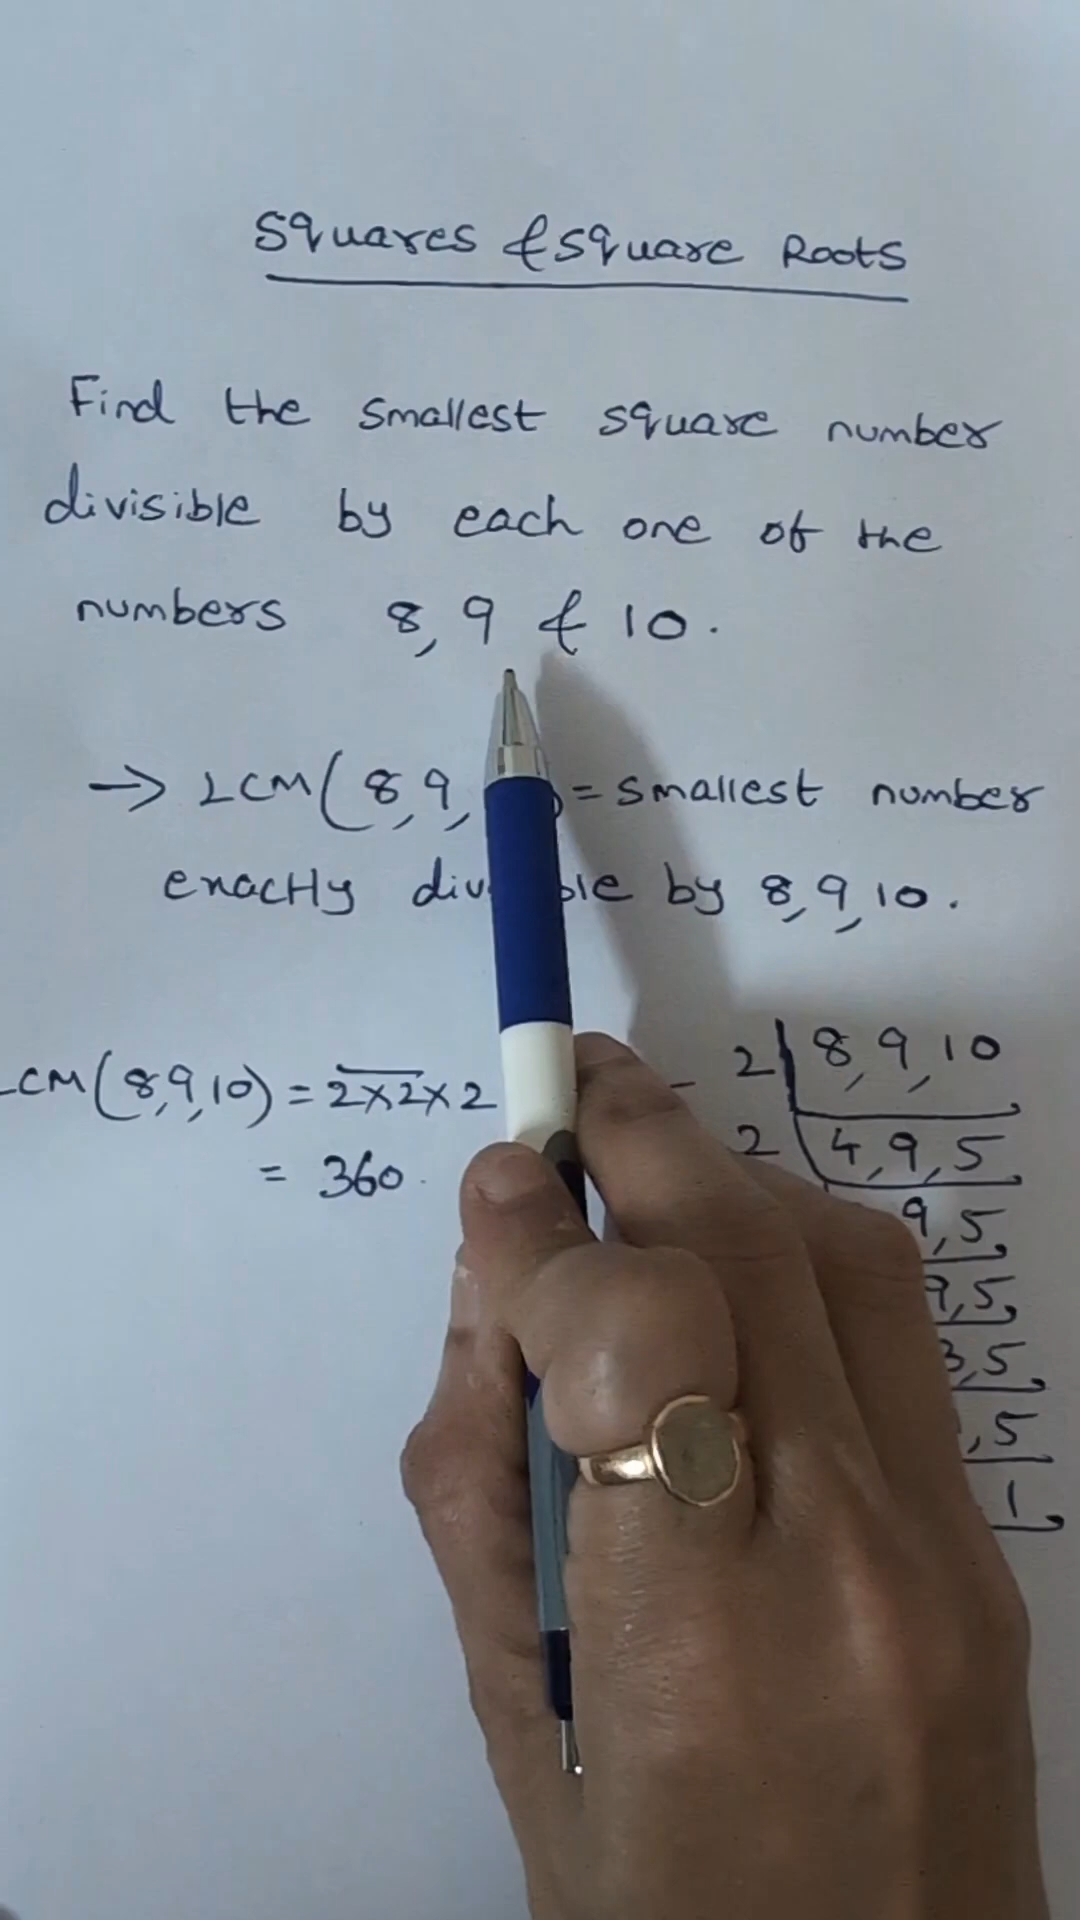 Squares & Square Roots
Find the smallest square number
divisible by each one of the
numbers 8, 9 & 10.
→ LCM(8,9, = smallest number
exactly by 8,9,10.
LCM(8,9,10) = 2×2×2
= 360.
2 8,9,10
2 4,9,5
9,5
9,5
3,5
,5
1